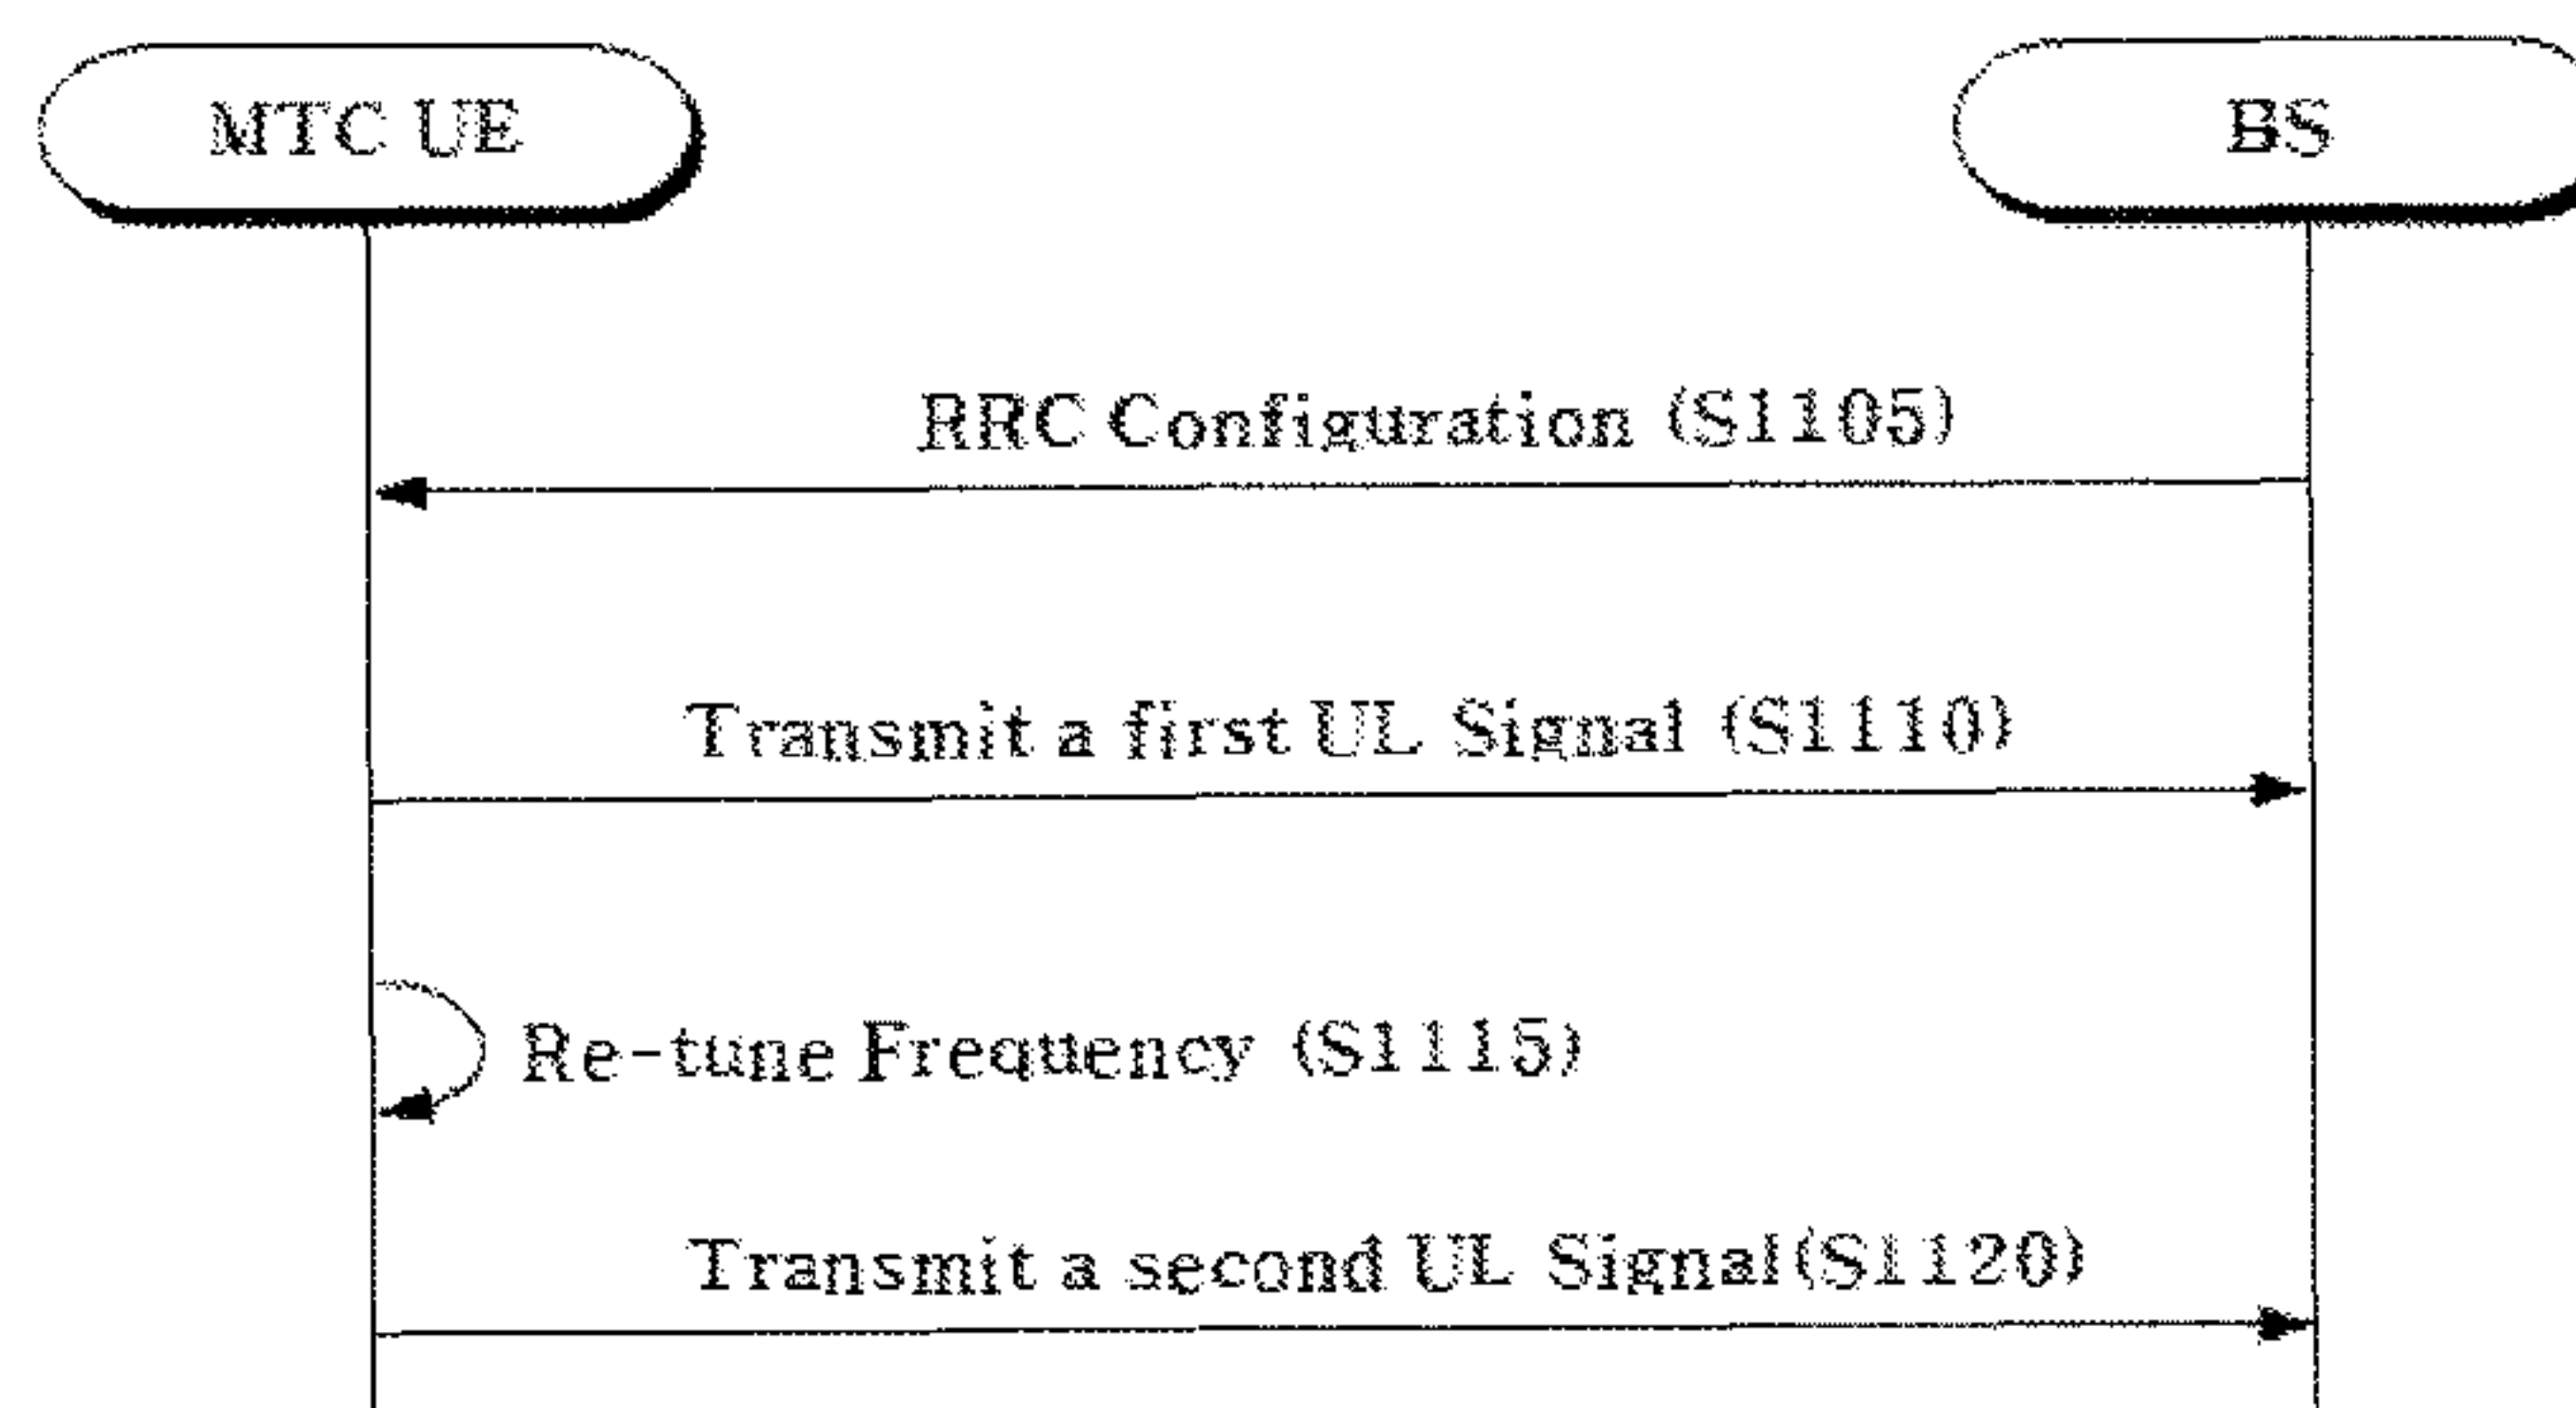 MTC UE
BS
RRC Configuration (S1105)
Transmit a first UL Signal (S1110)
Re-tune Frequency (S1115)
Transmit a second UL Signal(S1120)